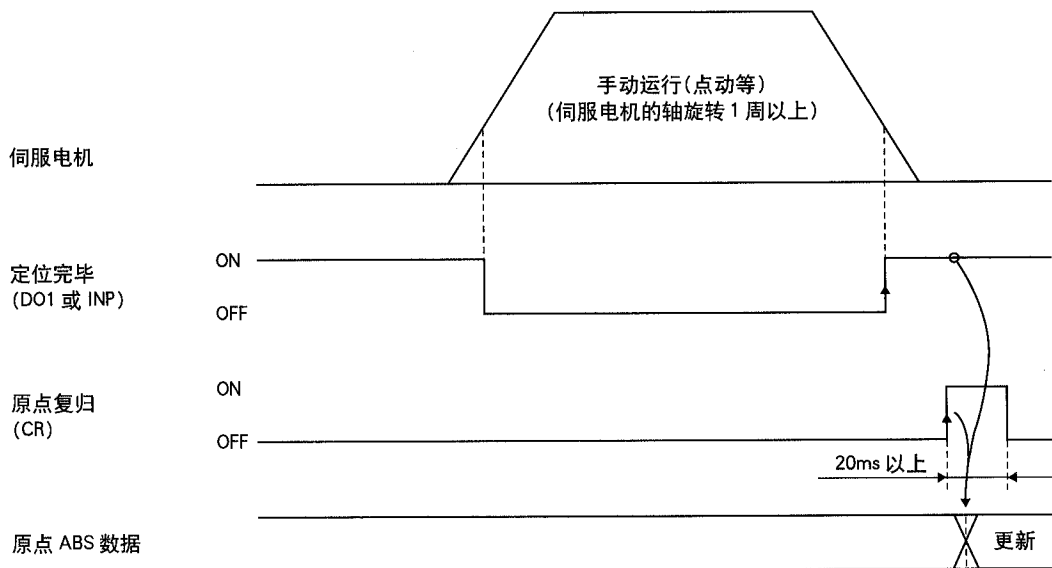 手动运行(点动等)
(伺服电机的轴旋转1周以上)
伺服电机
ON
定位完毕
(DO1 或 INP)
OFF
ON
原点复归
(CR)
OFF
20ms 以上
原点 ABS 数据
更新